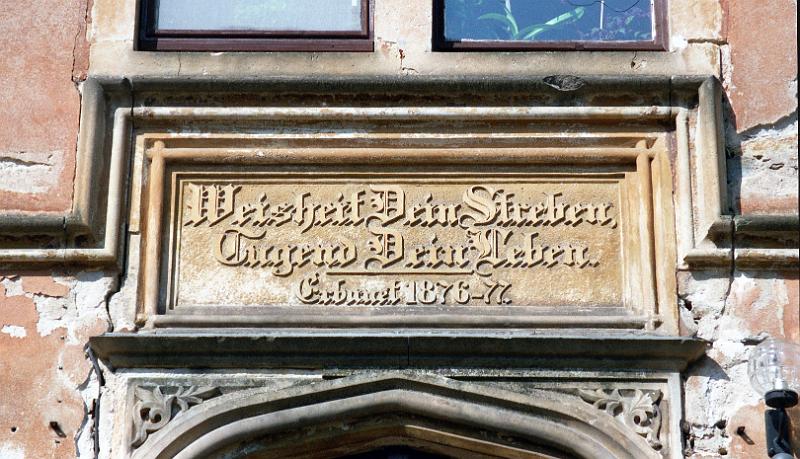 Weisheit Dein Streben,
Tugend Dein Leben.
Erbauet 1876-77.